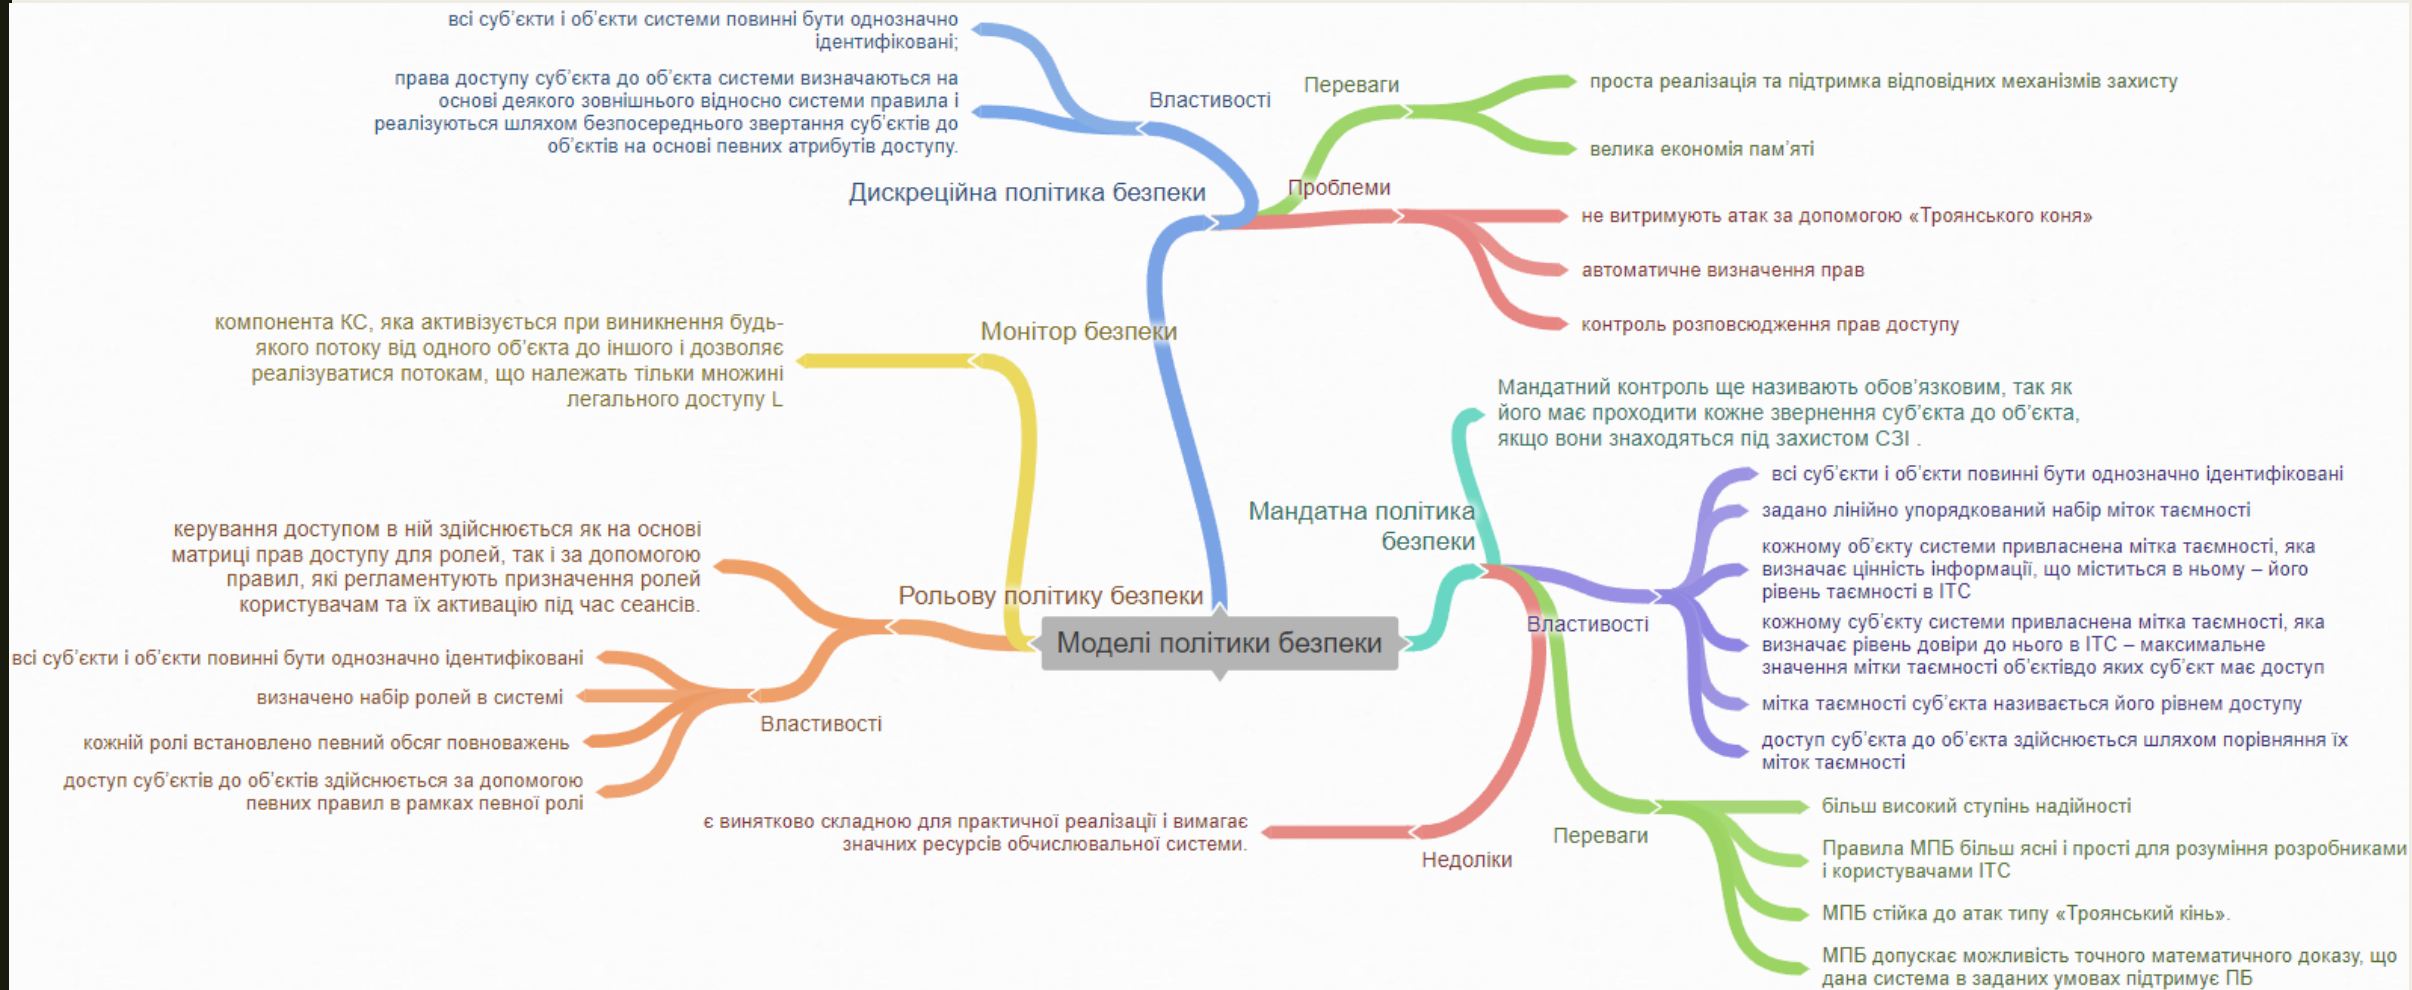 всі суб'єкти і об'єкти системи повинні бути однозначно
ідентифіковані;
права доступу суб'єкта до об'єкта системи визначаються на
основі деякого зовнішнього відносно системи правила і
реалізуються шляхом безпосереднього звертання суб'єктів до
об'єктів на основі певних атрибутів доступу.
Властивості
Дискреційна політика безпеки
Переваги
проста реалізація та підтримка відповідних механізмів захисту
велика економія пам'яті
Проблеми
не витримують атак за допомогою «Троянського коня»
автоматичне визначення прав
контроль розповсюдження прав доступу
Монітор безпеки
компонента КС, яка активізується при виникнення будь-
якого потоку від одного об'єкта до іншого і дозволяє
реалізуватися потокам, що належать тільки множині
легального доступу L
Мандатний контроль ще називають обов'язковим, так як
його має проходити кожне звернення суб'єкта до об'єкта,
якщо вони знаходяться під захистом СЗІ .
Мандатна політика
безпеки
всі суб'єкти і об'єкти повинні бути однозначно ідентифіковані
задано лінійно упорядкований набір міток таємності
кожному об'єкту системи привласнена мітка таємності, яка
визначає цінність інформації, що міститься в ньому – його
рівень таємності в ІТС
кожному суб'єкту системи привласнена мітка таємності, яка
визначає рівень довіри до нього в ІТС – максимальне
значення мітки таємності об'єктівдо яких суб'єкт має доступ
мітка таємності суб'єкта називається його рівнем доступу
доступ суб'єкта до об'єкта здійснюється шляхом порівняння їх
міток таємності
Властивості
керування доступом в ній здійснюється як на основі
матриці прав доступу для ролей, так і за допомогою
правил, які регламентують призначення ролей
користувачам та їх активацію під час сеансів.
Рольову політику безпеки
Моделі політики безпеки
всі суб'єкти і об'єкти повинні бути однозначно ідентифіковані
визначено набір ролей в системі
кожній ролі встановлено певний обсяг повноважень
доступ суб'єктів до об'єктів здійснюється за допомогою
певних правил в рамках певної ролі
Властивості
є винятково складною для практичної реалізації і вимагає
значних ресурсів обчислювальної системи.
Недоліки
Переваги
більш високий ступінь надійності
Правила МПБ більш ясні і прості для розуміння розробниками
і користувачами ІТС
МПБ стійка до атак типу «Троянський кінь».
МПБ допускає можливість точного математичного доказу, що
дана система в заданих умовах підтримує ПБ